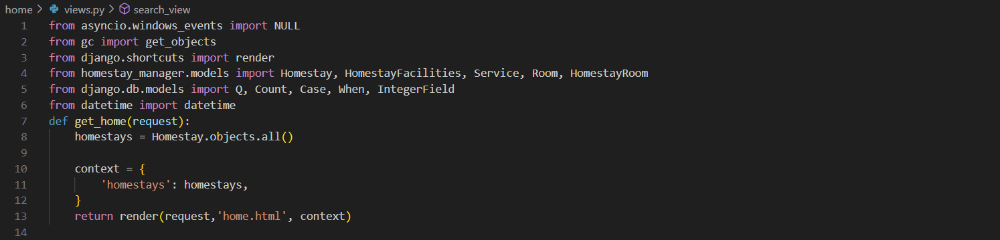 home > views.py > search_view
1 from asyncio.windows_events import NULL
2 from gc import get_objects
3 from django.shortcuts import render
4 from homestay_manager.models import Homestay, HomestayFacilities, Service, Room, HomestayRoom
5 from django.db.models import Q, Count, Case, When, IntegerField
6 from datetime import datetime
7 def get_home(request):
8     homestays = Homestay.objects.all()
9
10     context = {
11         'homestays': homestays,
12     }
13     return render(request,'home.html', context)
14